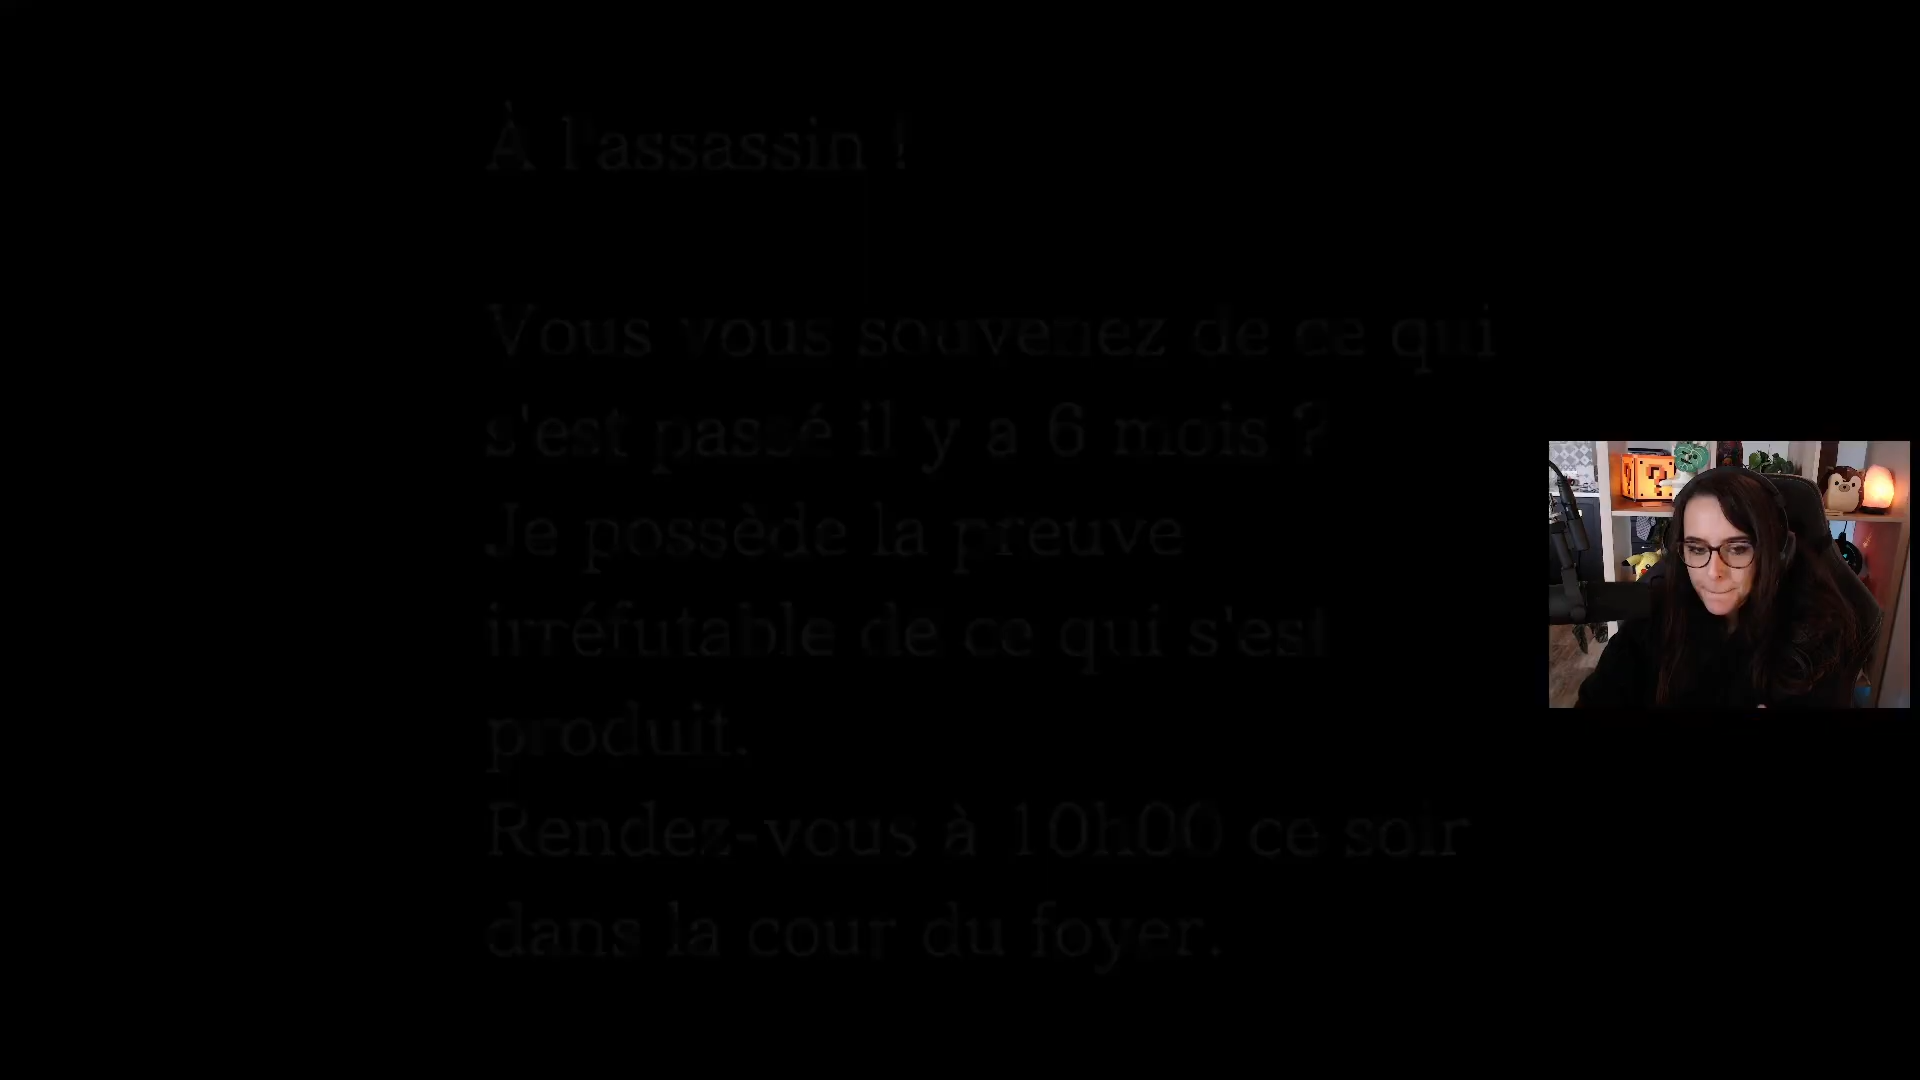 À l'assassin !
Vous vous souvenez de ce qui
s'est passé il y a 6 mois ?
Je possède la preuve
irréfutable de ce qui s'est
produit.
Rendez-vous à 10h00 ce soir
dans la cour du foyer.